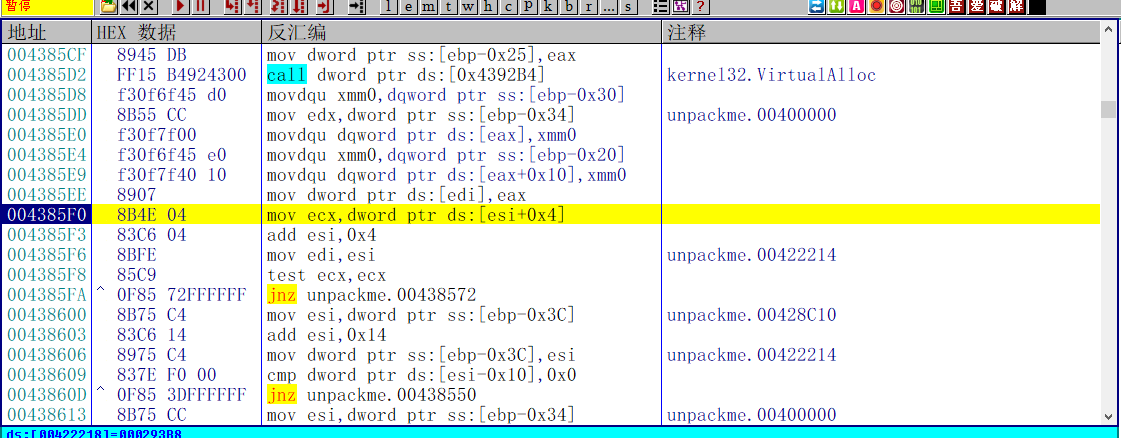 暂停 l e m t w h c p k b r ... s ?
吾 爱 破 解
地址 HEX 数据 反汇编 注释
004385CF 8945 DB mov dword ptr ss:[ebp-0x25],eax
004385D2 FF15 B4924300 call dword ptr ds:[0x4392B4] kernel32.VirtualAlloc
004385D8 f30f6f45 d0 movdqu xmm0,dqword ptr ss:[ebp-0x30]
004385DD 8B55 CC mov edx,dword ptr ss:[ebp-0x34] unpackme.00400000
004385E0 f30f7f00 movdqu dqword ptr ds:[eax],xmm0
004385E4 f30f6f45 e0 movdqu xmm0,dqword ptr ss:[ebp-0x20]
004385E9 f30f7f40 10 movdqu dqword ptr ds:[eax+0x10],xmm0
004385EE 8907 mov dword ptr ds:[edi],eax
004385F0 8B4E 04 mov ecx,dword ptr ds:[esi+0x4]
004385F3 83C6 04 add esi,0x4
004385F6 8BFE mov edi,esi unpackme.00422214
004385F8 85C9 test ecx,ecx
004385FA ^ 0F85 72FFFFFF jnz unpackme.00438572
00438600 8B75 C4 mov esi,dword ptr ss:[ebp-0x3C] unpackme.00428C10
00438603 83C6 14 add esi,0x14
00438606 8975 C4 mov dword ptr ss:[ebp-0x3C],esi unpackme.00422214
00438609 837E F0 00 cmp dword ptr ds:[esi-0x10],0x0
0043860D ^ 0F85 3DFFFFFF jnz unpackme.00438550
00438613 8B75 CC mov esi,dword ptr ss:[ebp-0x34] unpackme.00400000
ds:[00422218]=000293B8